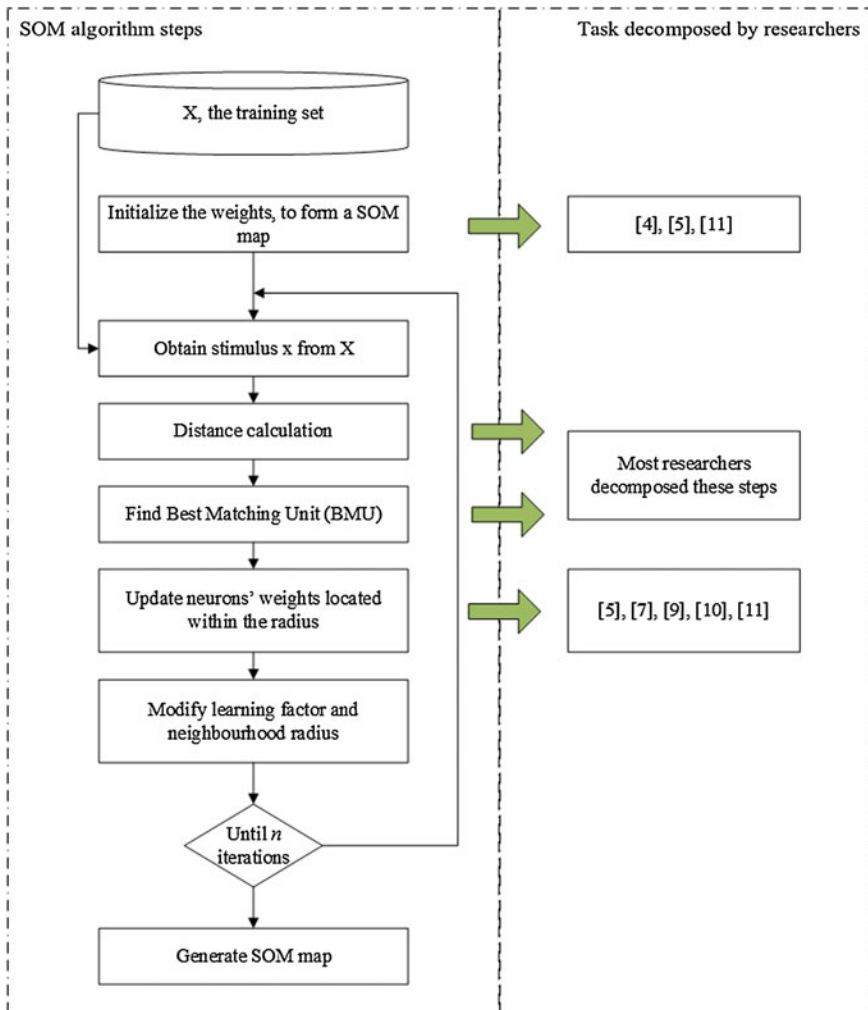 SOM algorithm steps
Task decomposed by researchers
X, the training set
Initialize the weights, to form a SOM
map
[4], [5], [11]
Obtain stimulus x from X
Distance calculation
Most researchers
decomposed these steps
Find Best Matching Unit (BMU)
Update neurons’ weights located
within the radius
[5], [7], [9], [10], [11]
Modify learning factor and
neighbourhood radius
Until n
iterations
Generate SOM map